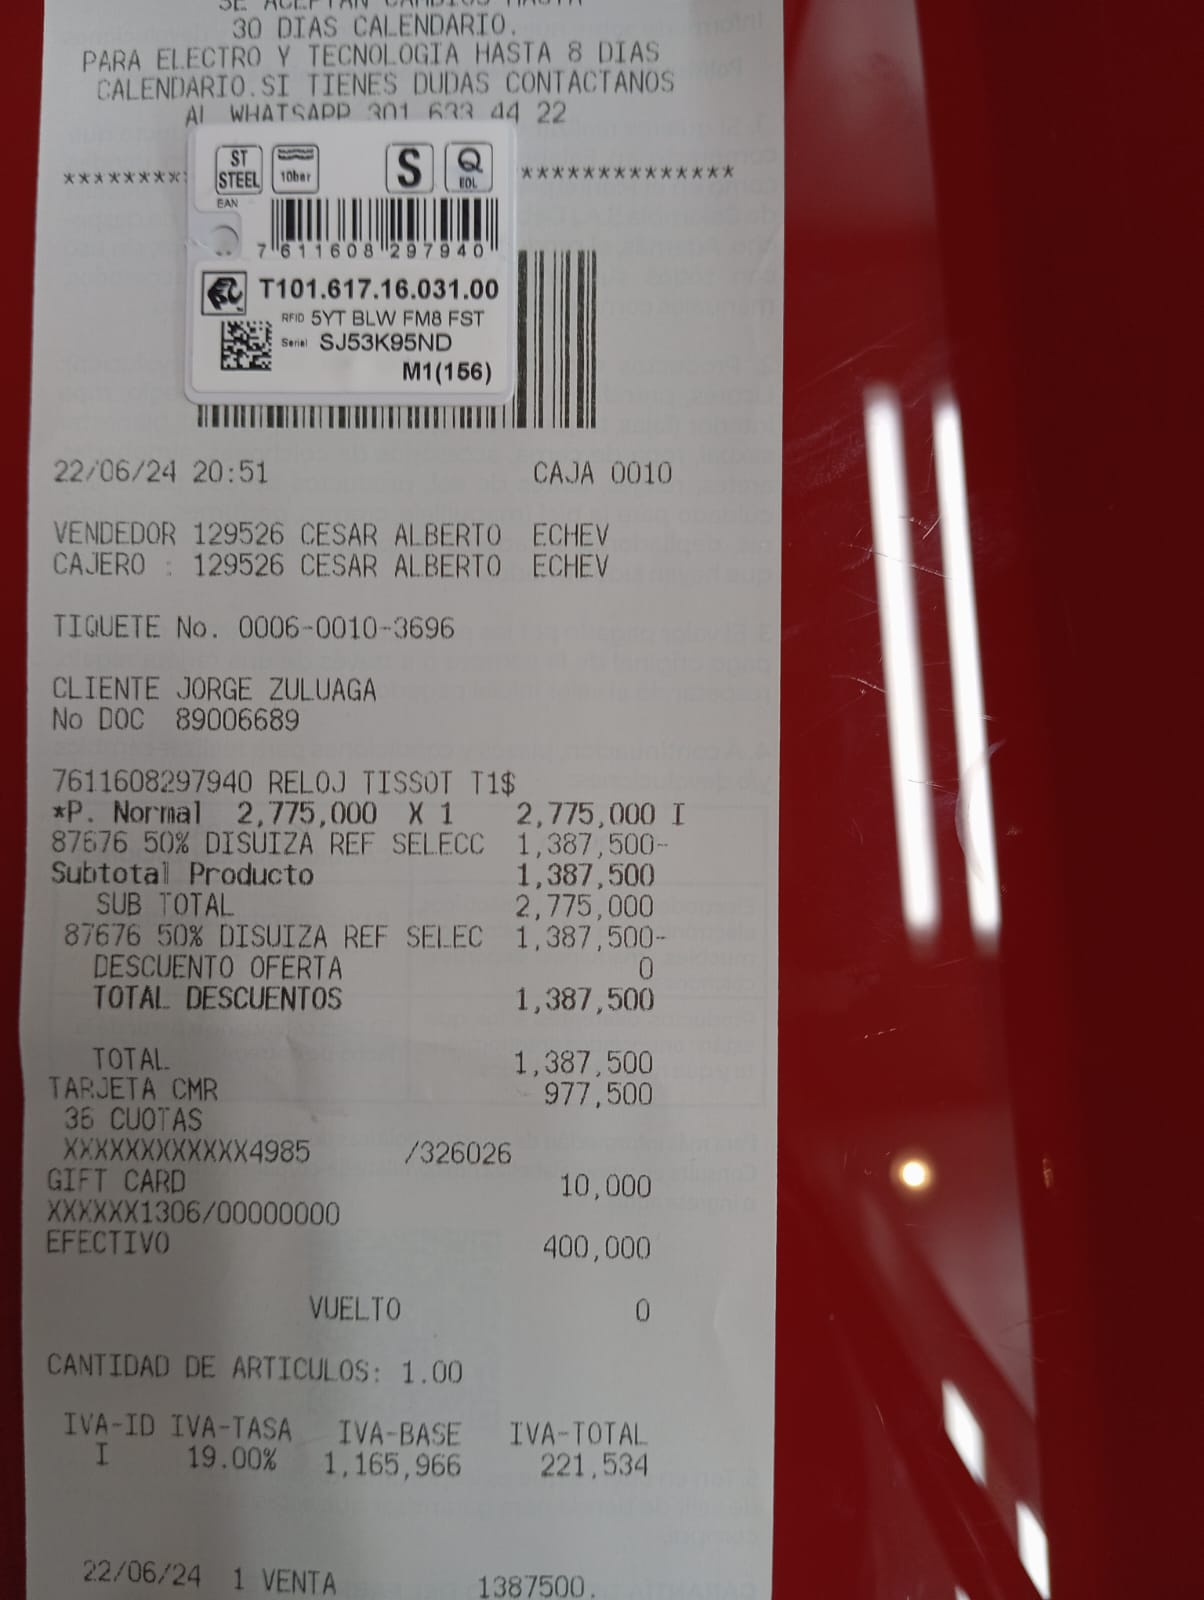 30 DIAS CALENDARIO.
PARA ELECTRO Y TECNOLOGIA HASTA 8 DIAS
CALENDARIO.SI TIENES DUDAS CONTACTANOS
AL WHATSAPP 301 633 44 22
ST STEEL
10bar
S
Q
EOL
********
**************
EAN
7 611608 297940
T101.617.16.031.00
RFID 5YT BLW FM8 FST
Serial SJ53K95ND
M1(156)
22/06/24 20:51 CAJA 0010
VENDEDOR 129526 CESAR ALBERTO ECHEV
CAJERO : 129526 CESAR ALBERTO ECHEV
TIQUETE No. 0006-0010-3696
CLIENTE JORGE ZULUAGA
No DOC 89006689
7611608297940 RELOJ TISSOT T1$
*P. Normal 2,775,000 X 1 2,775,000 I
87676 50% DISUIZA REF SELECC 1,387,500-
Subtotal Producto 1,387,500
SUB TOTAL 2,775,000
87676 50% DISUIZA REF SELEC 1,387,500-
DESCUENTO OFERTA 0
TOTAL DESCUENTOS 1,387,500
TOTAL 1,387,500
TARJETA CMR 977,500
36 CUOTAS
XXXXXXXXXXXX4985 /326026
GIFT CARD 10,000
XXXXXX1306/00000000
EFECTIVO 400,000
VUELTO 0
CANTIDAD DE ARTICULOS: 1.00
IVA-ID IVA-TASA IVA-BASE IVA-TOTAL
I 19.00% 1,165,966 221,534
22/06/24 1 VENTA 1387500.